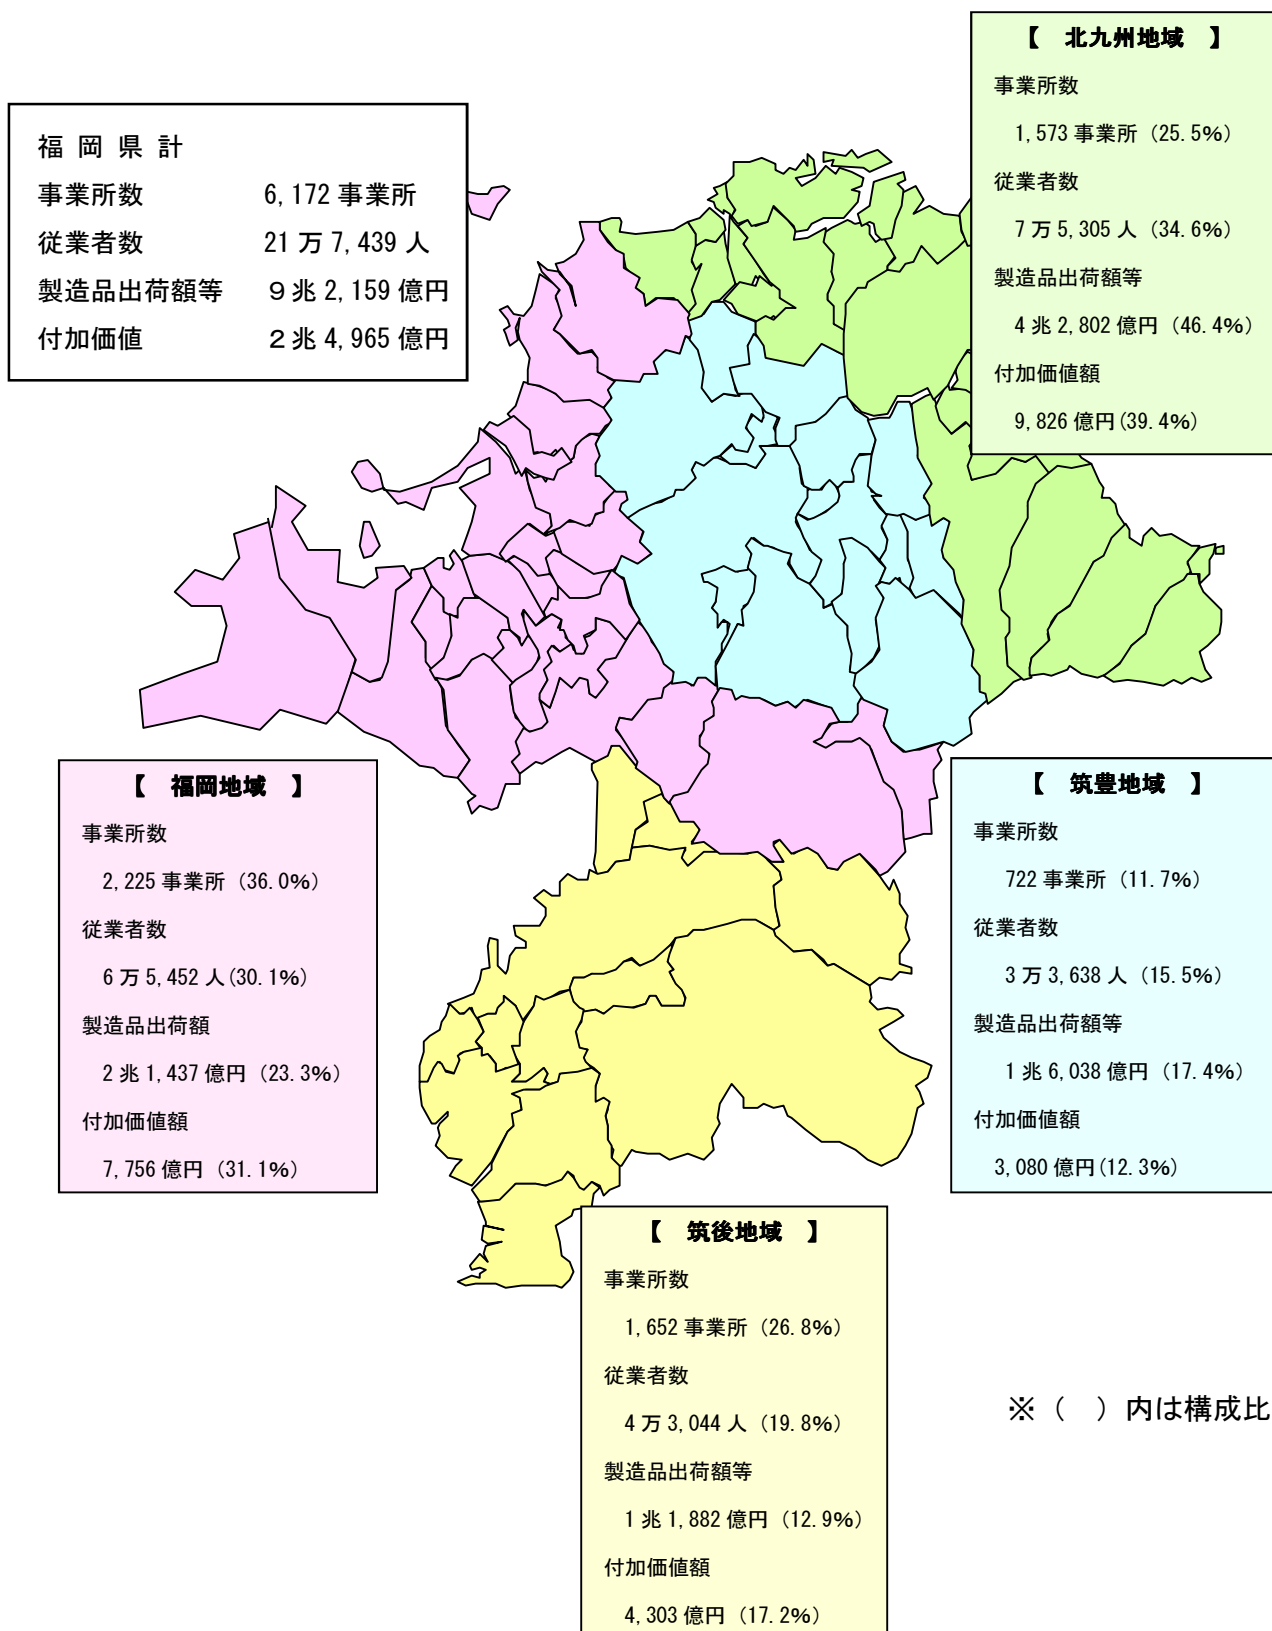 福岡県計
事業所数 6,172 事業所
従業者数 21 万 7,439 人
製造品出荷額等 9兆 2,159 億円
付加価値 2兆 4,965 億円
【 北九州地域 】
事業所数
1,573 事業所 (25.5%)
従業者数
7 万 5,305 人 (34.6%)
製造品出荷額等
4 兆 2,802 億円 (46.4%)
付加価値額
9,826 億円(39.4%)
【 福岡地域 】
事業所数
2,225 事業所 (36.0%)
従業者数
6 万 5,452 人(30.1%)
製造品出荷額
2 兆 1,437 億円 (23.3%)
付加価値額
7,756 億円 (31.1%)
【 筑豊地域 】
事業所数
722 事業所 (11.7%)
従業者数
3 万 3,638 人 (15.5%)
製造品出荷額等
1 兆 6,038 億円 (17.4%)
付加価値額
3,080 億円(12.3%)
【 筑後地域 】
事業所数
1,652 事業所 (26.8%)
従業者数
4 万 3,044 人 (19.8%)
製造品出荷額等
1 兆 1,882 億円 (12.9%)
付加価値額
4,303 億円 (17.2%)
※( )内は構成比